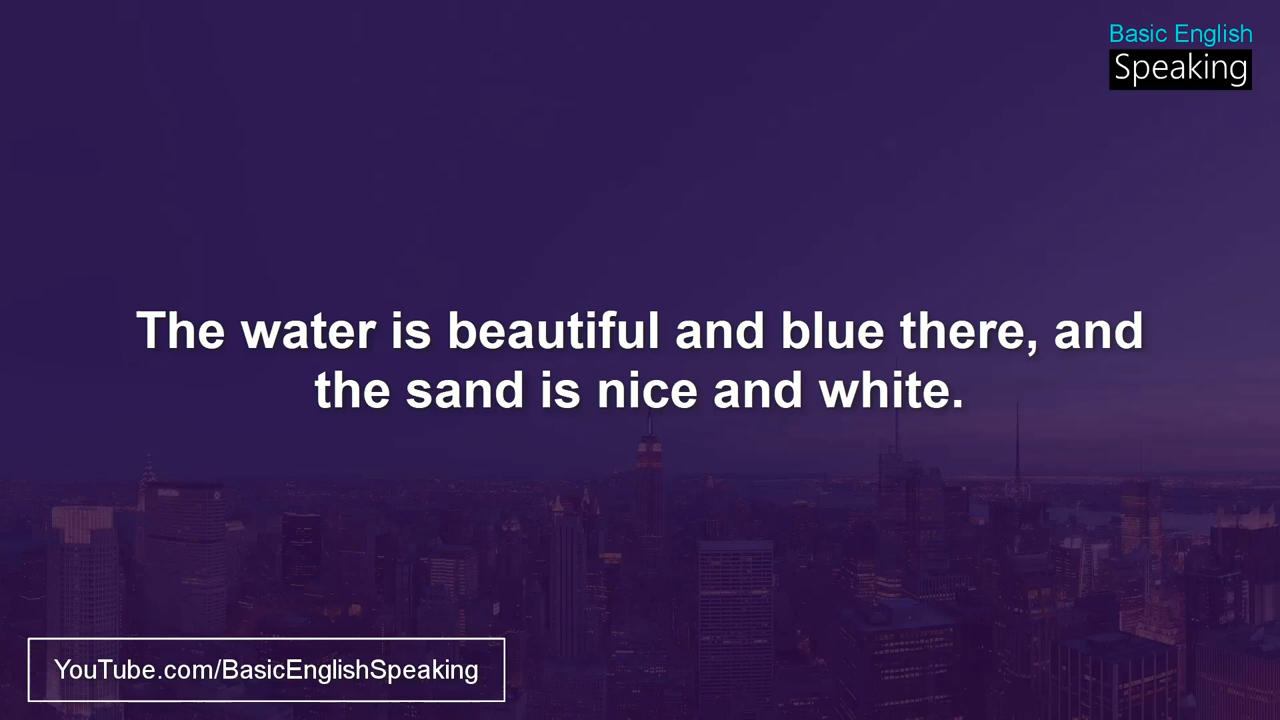 Basic English
Speaking
The water is beautiful and blue there, and
the sand is nice and white.
YouTube.com/BasicEnglishSpeaking